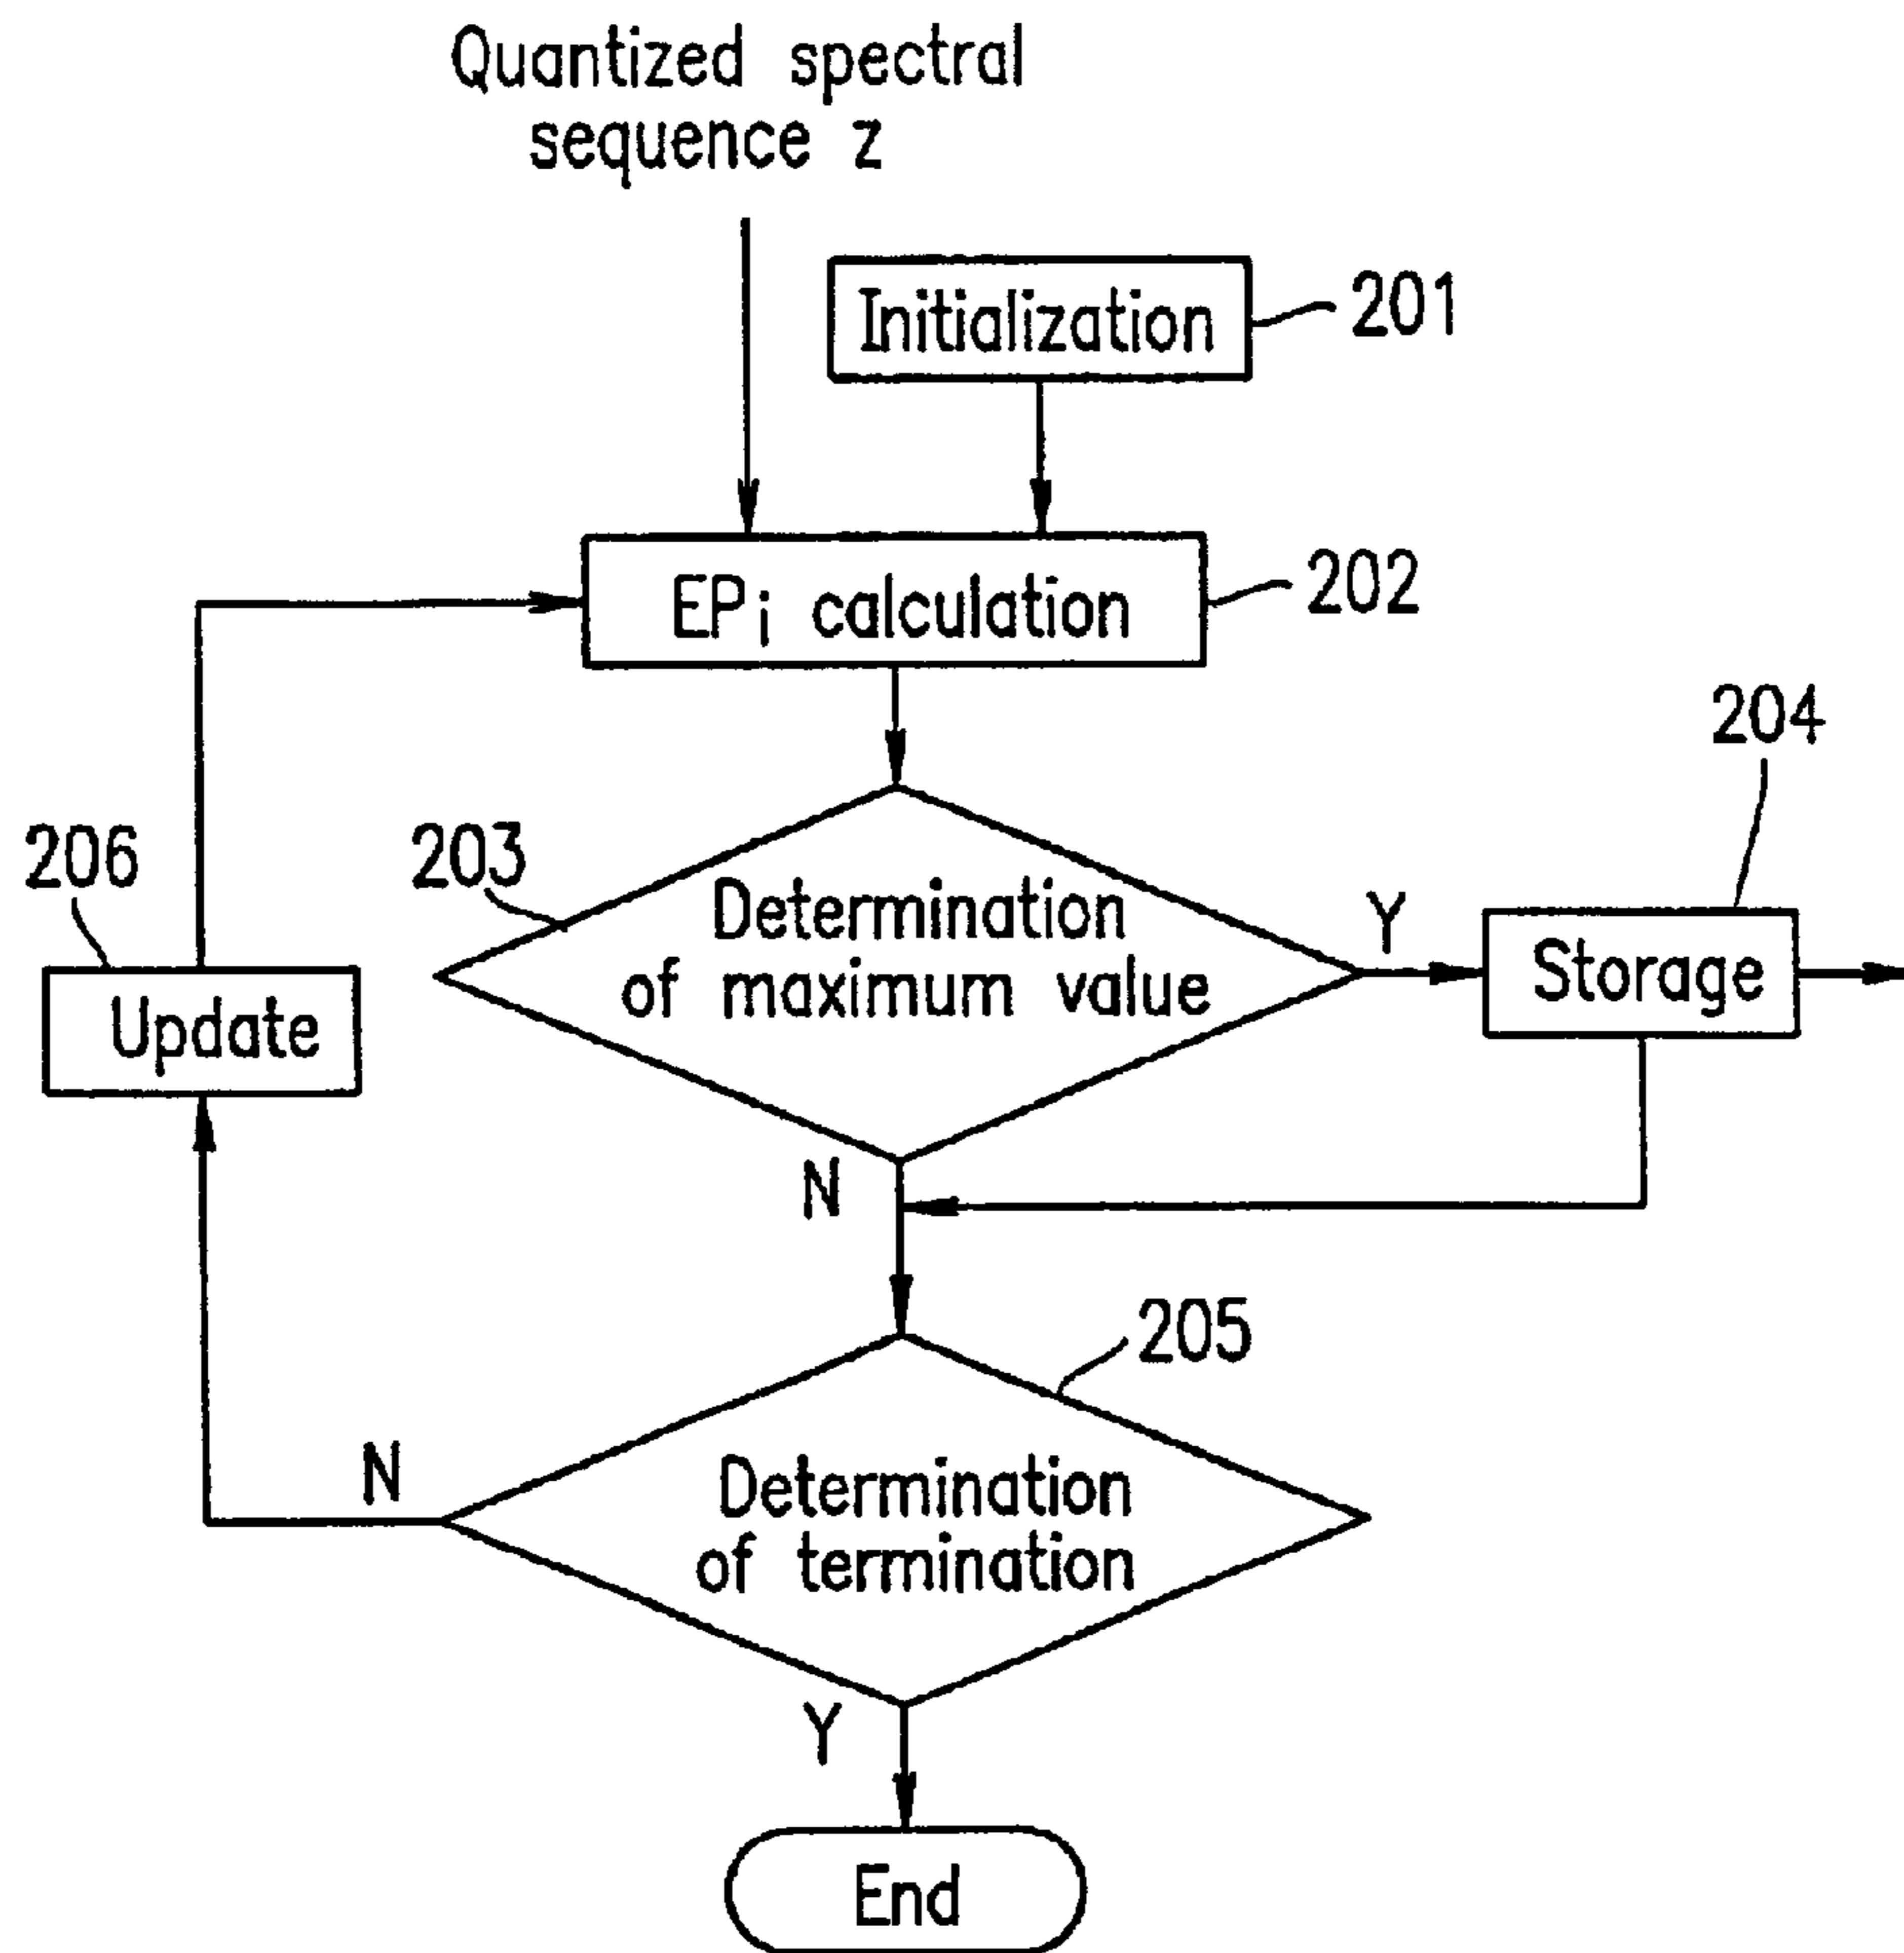 Quantized spectral
sequence z
Initialization
201
EPi calculation
202
204
206
203
Determination
of maximum value
Y
Storage
Update
N
205
N
Determination
of termination
Y
End